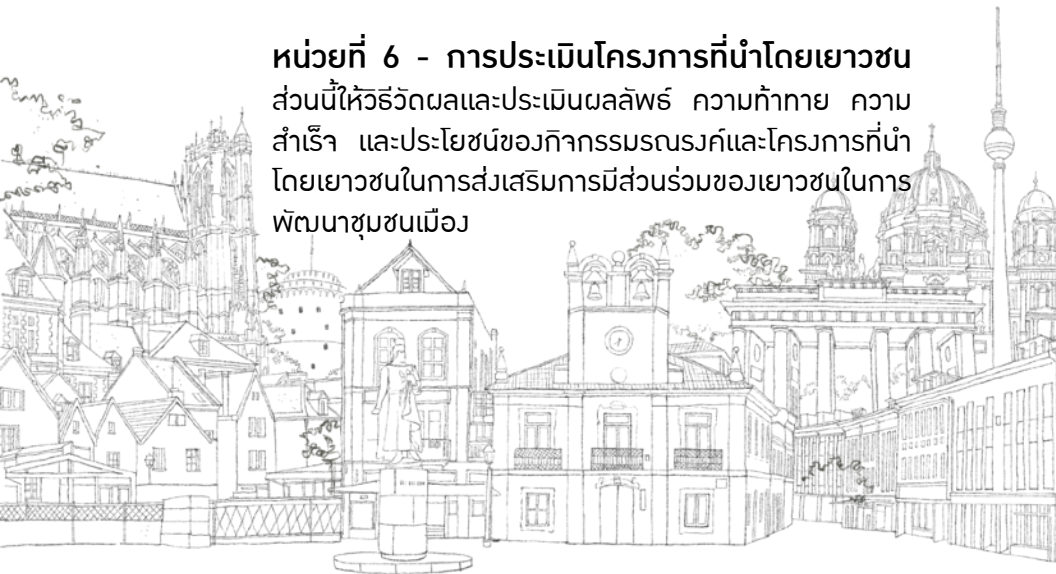 หน่วยที่ 6 - การประเมินโครงการที่นำโดยเยาวชน
ส่วนนี้ให้วิธีวัดผลและประเมินผลลัพธ์ ความท้าทาย ความ
สำเร็จ และประโยชน์ของกิจกรรมรณรงค์และโครงการที่นำ
โดยเยาวชนในการส่งเสริมการมีส่วนร่วมของเยาวชนในการ
พัฒนาชุมชนเมือง